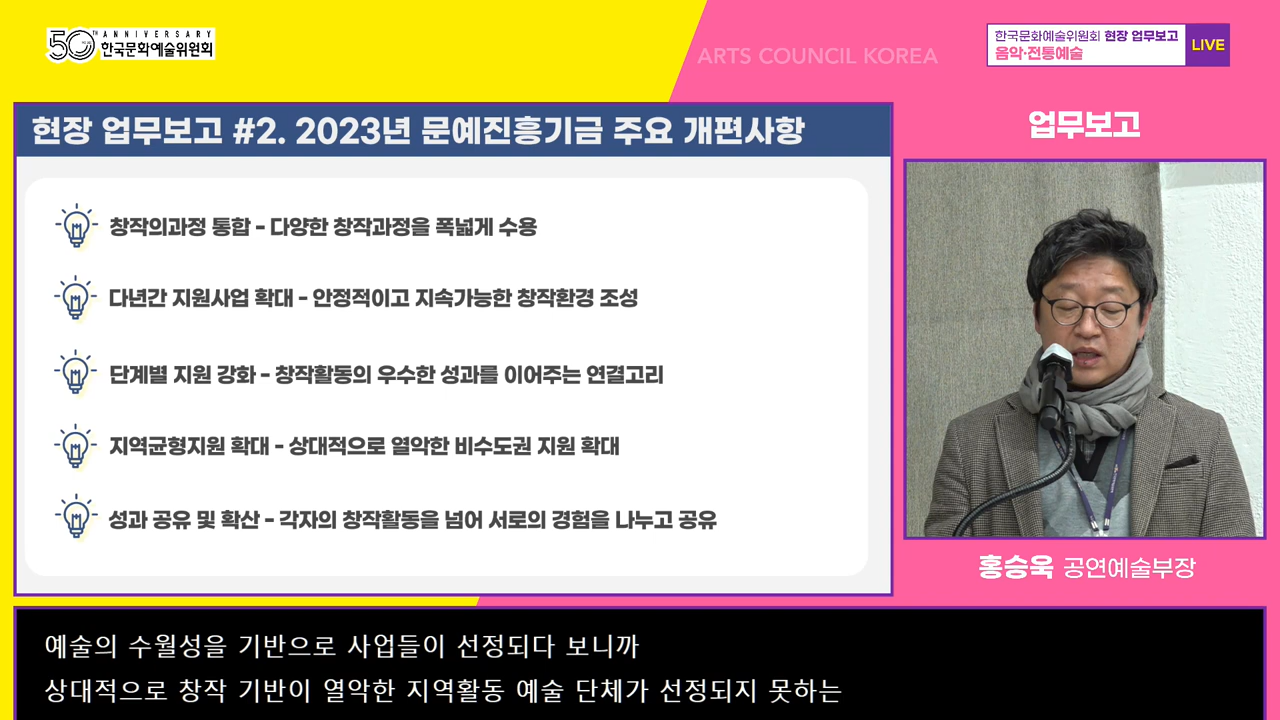 50TH ANNIVERSARY
한국문화예술위원회
ARTS COUNCIL KOREA
한국문화예술위원회 현장 업무보고
음악·전통예술
LIVE
현장 업무보고 #2. 2023년 문예진흥기금 주요 개편사항
창작의과정 통합 - 다양한 창작과정을 폭넓게 수용
다년간 지원사업 확대 - 안정적이고 지속가능한 창작환경 조성
단계별 지원 강화 - 창작활동의 우수한 성과를 이어주는 연결고리
지역균형지원 확대 - 상대적으로 열악한 비수도권 지원 확대
성과 공유 및 확산 - 각자의 창작활동을 넘어 서로의 경험을 나누고 공유
업무보고
홍승욱 공연예술부장
예술의 수월성을 기반으로 사업들이 선정되다 보니까
상대적으로 창작 기반이 열악한 지역활동 예술 단체가 선정되지 못하는